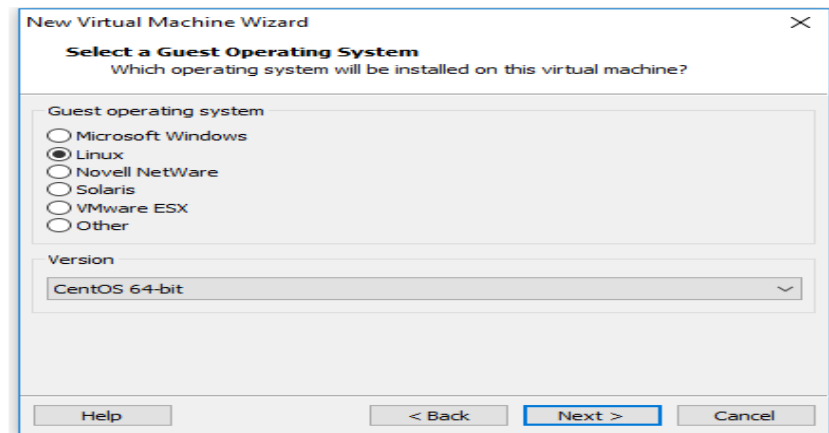 New Virtual Machine Wizard
Select a Guest Operating System
Which operating system will be installed on this virtual machine?
Guest operating system
Microsoft Windows
Linux
Novell NetWare
Solaris
VMware ESX
Other
Version
CentOS 64-bit
Help < Back Next > Cancel